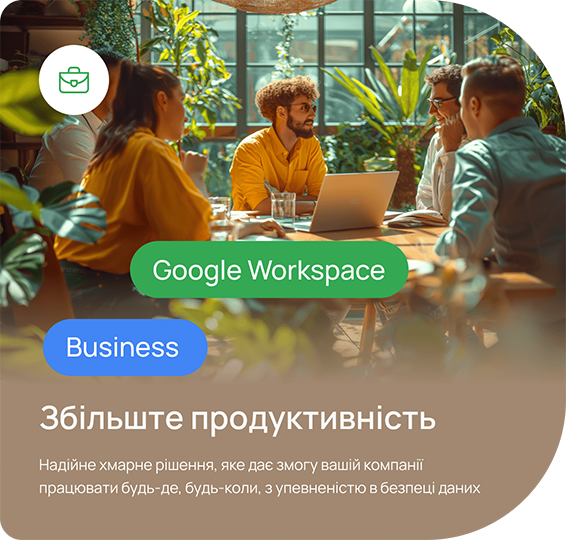 Google Workspace
Business
Збільште продуктивність
Надійне хмарне рішення, яке дає змогу вашій компанії
працювати будь-де, будь-коли, з упевненістю в безпеці даних